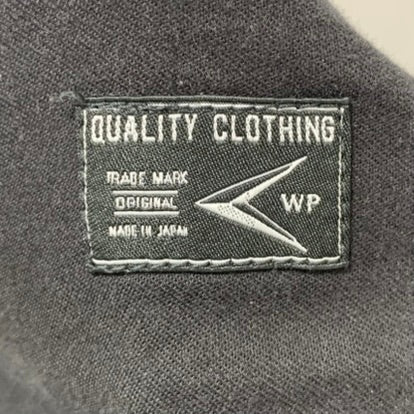 QUALITY CLOTHING
TRADE MARK
ORIGINAL
WP
MADE IN JAPAN